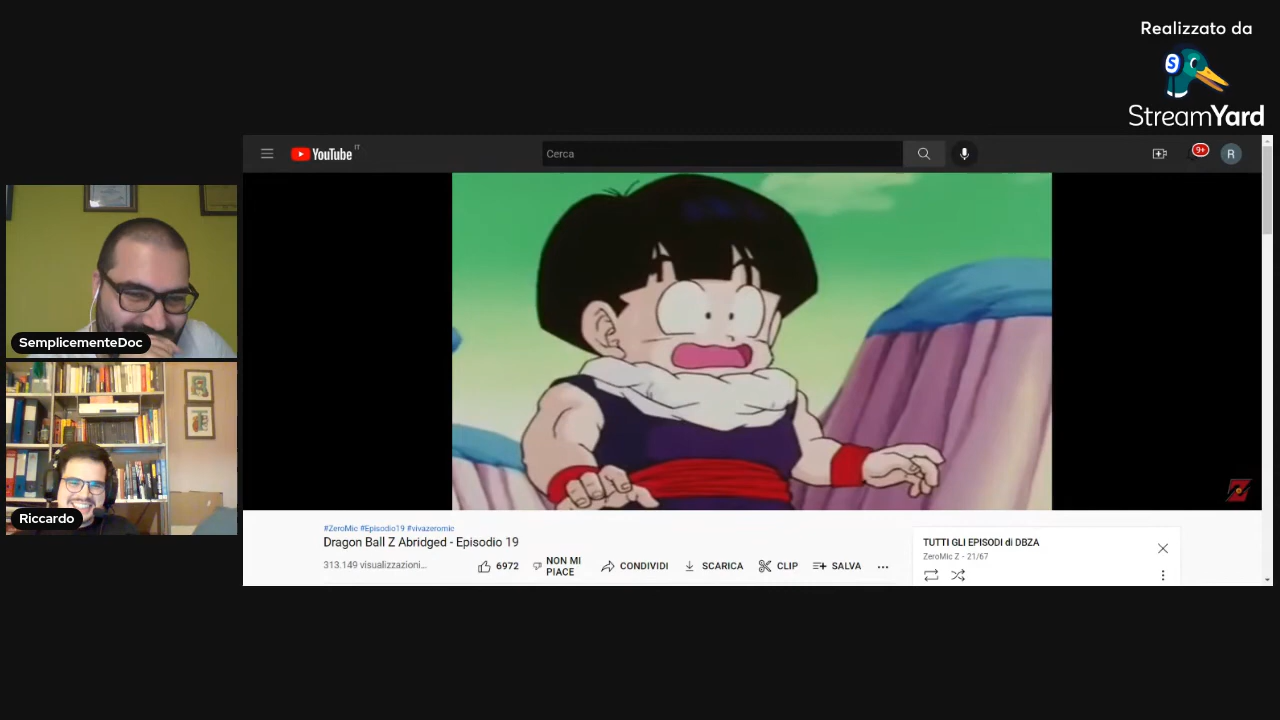 Realizzato da
StreamYard
YouTube IT
Cerca
9+
R
SemplicementeDoc
Riccardo
#ZeroMic #Episodio19 #vivazeromic
Dragon Ball Z Abridged - Episodio 19
313.149 visualizzazioni...
6972
NON MI PIACE
CONDIVIDI
SCARICA
CLIP
SALVA
TUTTI GLI EPISODI di DBZA
ZeroMic Z - 21/67